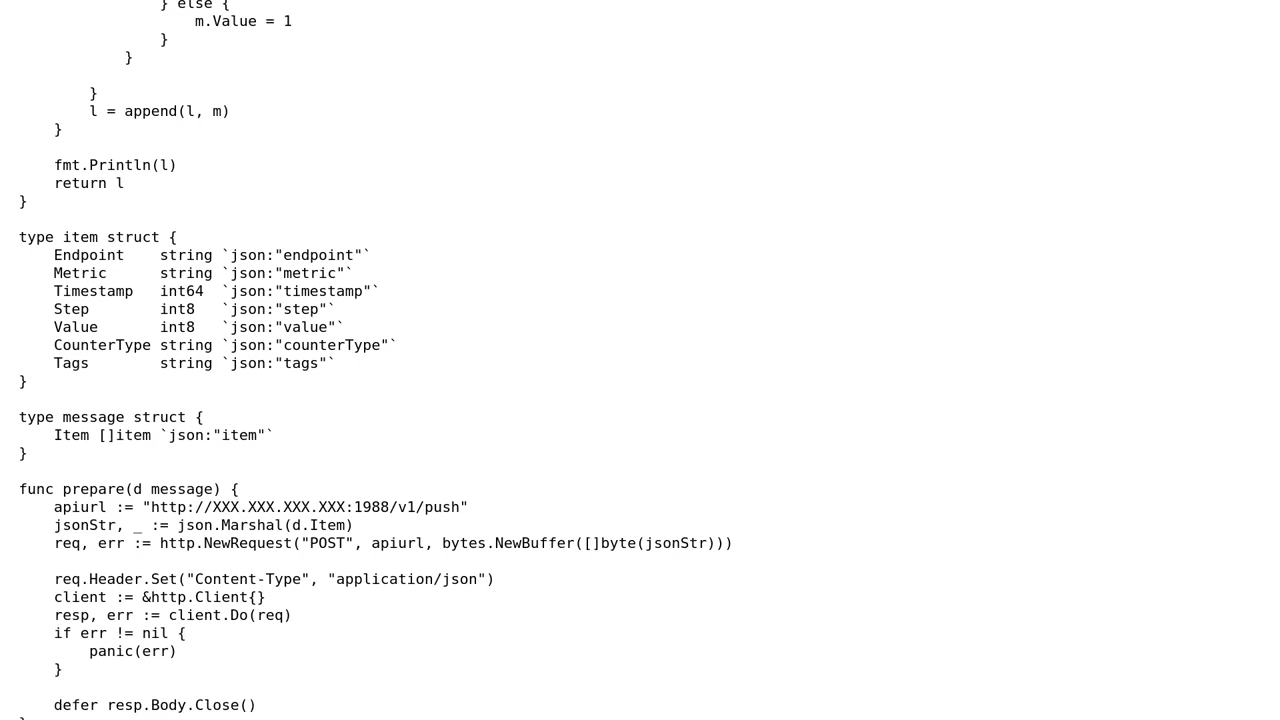 } else {
                    m.Value = 1
                }
            }

        }
        l = append(l, m)
    }

    fmt.Println(l)
    return l
}

type item struct {
    Endpoint    string `json:"endpoint"`
    Metric      string `json:"metric"`
    Timestamp   int64  `json:"timestamp"`
    Step        int8   `json:"step"`
    Value       int8   `json:"value"`
    CounterType string `json:"counterType"`
    Tags        string `json:"tags"`
}

type message struct {
    Item []item `json:"item"`
}

func prepare(d message) {
    apiurl := "http://XXX.XXX.XXX.XXX:1988/v1/push"
    jsonStr, _ := json.Marshal(d.Item)
    req, err := http.NewRequest("POST", apiurl, bytes.NewBuffer([]byte(jsonStr)))

    req.Header.Set("Content-Type", "application/json")
    client := &http.Client{}
    resp, err := client.Do(req)
    if err != nil {
        panic(err)
    }

    defer resp.Body.Close()
}